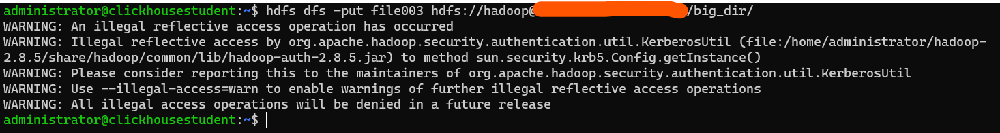 administrator@clickhousestudent:~$ hdfs dfs -put file003 hdfs://hadoop@ /big_dir/
WARNING: An illegal reflective access operation has occurred
WARNING: Illegal reflective access by org.apache.hadoop.security.authentication.util.KerberosUtil (file:/home/administrator/hadoop-
2.8.5/share/hadoop/common/lib/hadoop-auth-2.8.5.jar) to method sun.security.krb5.Config.getInstance()
WARNING: Please consider reporting this to the maintainers of org.apache.hadoop.security.authentication.util.KerberosUtil
WARNING: Use --illegal-access=warn to enable warnings of further illegal reflective access operations
WARNING: All illegal access operations will be denied in a future release
administrator@clickhousestudent:~$